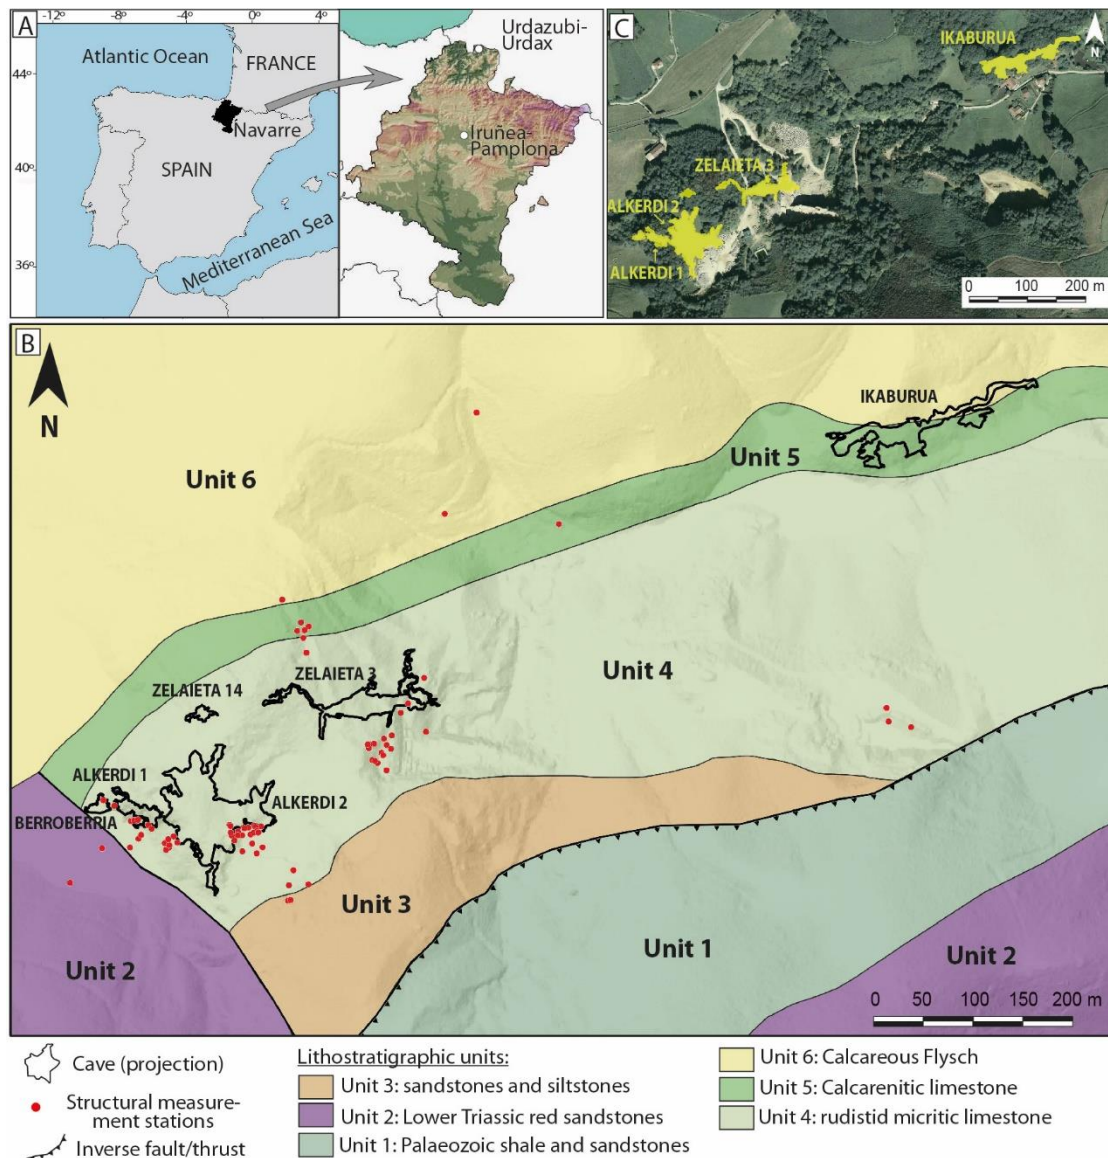 A
-12°
-8°
-4°
0°
4°
44°
40°
36°
Atlantic Ocean
FRANCE
Navarre
SPAIN
Mediterranean Sea
Urdazubi-
Urdax
Iruñea-
Pamplona
C
IKABURUA
N
ZELAIETA 3
ALKERDI 2
ALKERDI 1
0 100 200 m
B
N
IKABURUA
Unit 5
Unit 6
Unit 4
ZELAIETA 3
ZELAIETA 14
ALKERDI 1
ALKERDI 2
BERROBERRIA
Unit 3
Unit 2
Unit 1
Unit 2
0 50 100 150 200 m
Cave (projection)
Structural measure-
ment stations
Inverse fault/thrust
Lithostratigraphic units:
Unit 3: sandstones and siltstones
Unit 2: Lower Triassic red sandstones
Unit 1: Palaeozoic shale and sandstones
Unit 6: Calcareous Flysch
Unit 5: Calcarenitic limestone
Unit 4: rudistid micritic limestone